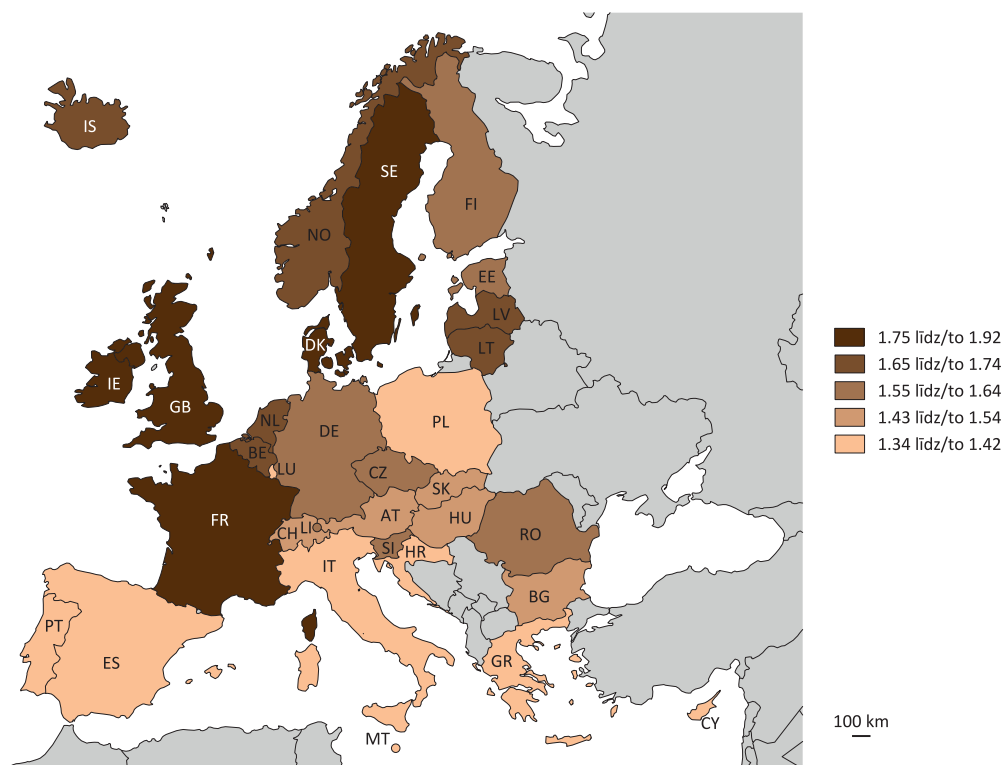 IS
SE
FI
NO
EE
LV
LT
DK
IE
GB
NL
BE
LU
DE
PL
CZ
SK
FR
CH
LI
AT
HU
RO
SI
HR
IT
BG
PT
ES
GR
MT
CY
1.75 līdz/to 1.92
1.65 līdz/to 1.74
1.55 līdz/to 1.64
1.43 līdz/to 1.54
1.34 līdz/to 1.42
100 km